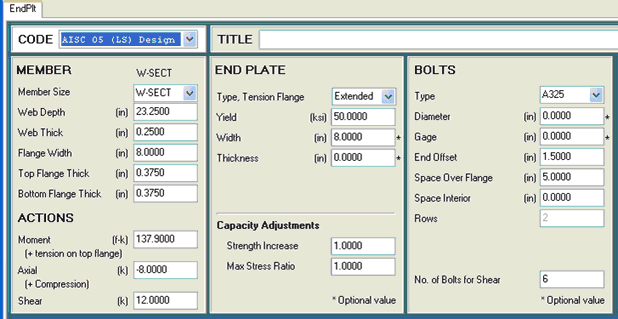 EndPlt
CODE AISC 05 (LS) Design TITLE
MEMBER W-SECT
Member Size W-SECT
Web Depth (in) 23.2500
Web Thick (in) 0.2500
Flange Width (in) 8.0000
Top Flange Thick (in) 0.3750
Bottom Flange Thick (in) 0.3750
ACTIONS
Moment (f-k) 137.9000
(+ tension on top flange)
Axial (k) -8.0000
(+ Compression)
Shear (k) 12.0000
END PLATE
Type, Tension Flange Extended
Yield (ksi) 50.0000
Width (in) 8.0000 *
Thickness (in) 0.0000 *
Capacity Adjustments
Strength Increase 1.0000
Max Stress Ratio 1.0000
* Optional value
BOLTS
Type A325
Diameter (in) 0.0000 *
Gage (in) 0.0000 *
End Offset (in) 1.5000
Space Over Flange (in) 5.0000
Space Interior (in) 0.0000
Rows 2
No. of Bolts for Shear 6
* Optional value